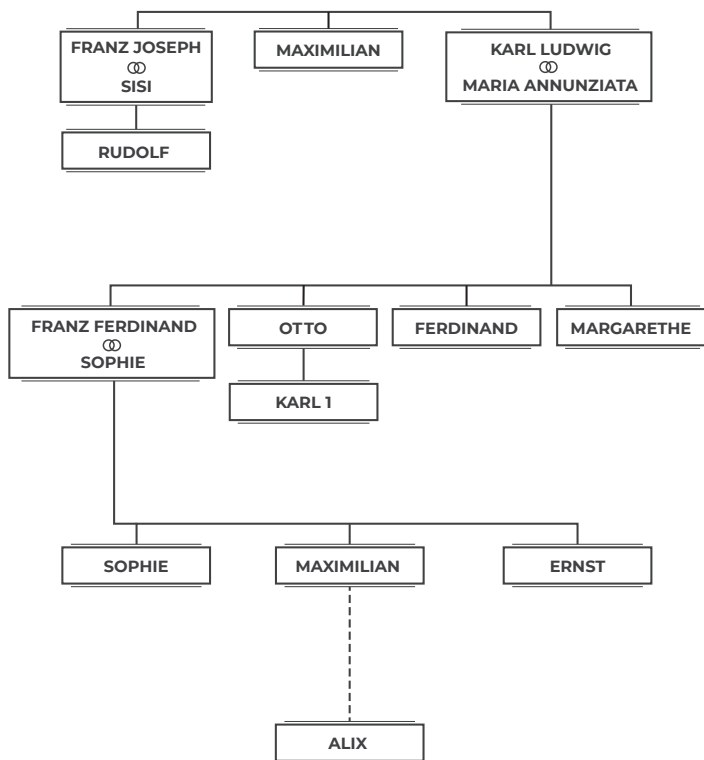 FRANZ JOSEPH
SISI
MAXIMILIAN
KARL LUDWIG
MARIA ANNUNZIATA
RUDOLF
FRANZ FERDINAND
SOPHIE
OTTO
FERDINAND
MARGARETHE
KARL 1
SOPHIE
MAXIMILIAN
ERNST
ALIX